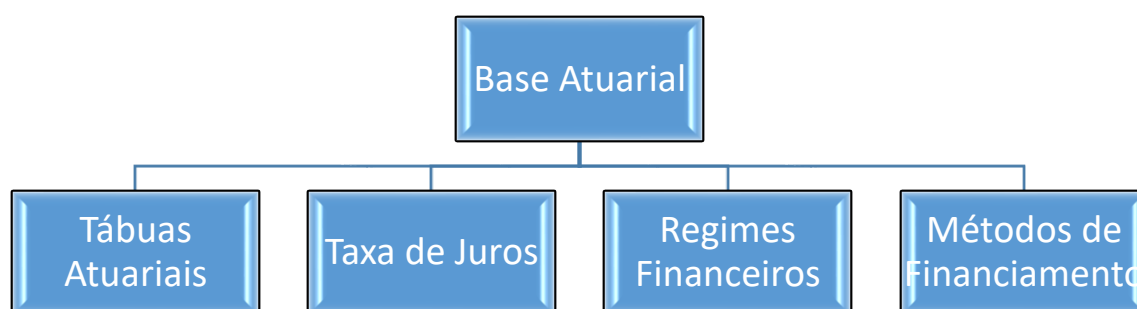 Base Atuarial
Tábuas
Atuariais
Taxa de Juros
Regimes
Financeiros
Métodos de
Financiamento